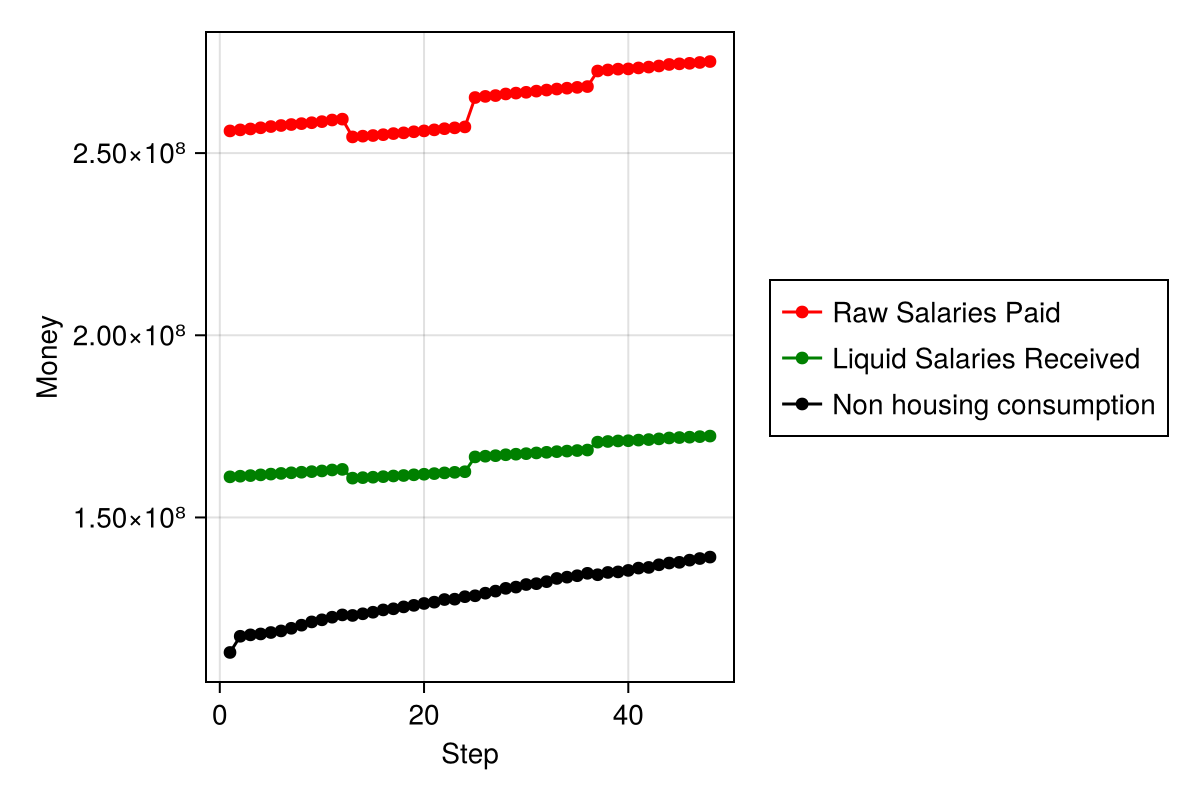 2.50×10⁸
2.00×10⁸
1.50×10⁸
Money
0 20 40
Step
Raw Salaries Paid
Liquid Salaries Received
Non housing consumption